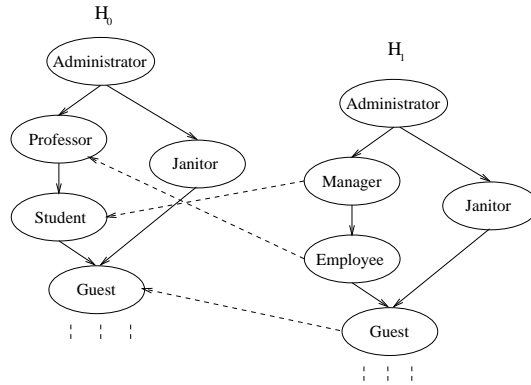 H0
Administrator
Professor
Janitor
Student
Guest
H1
Administrator
Manager
Janitor
Employee
Guest